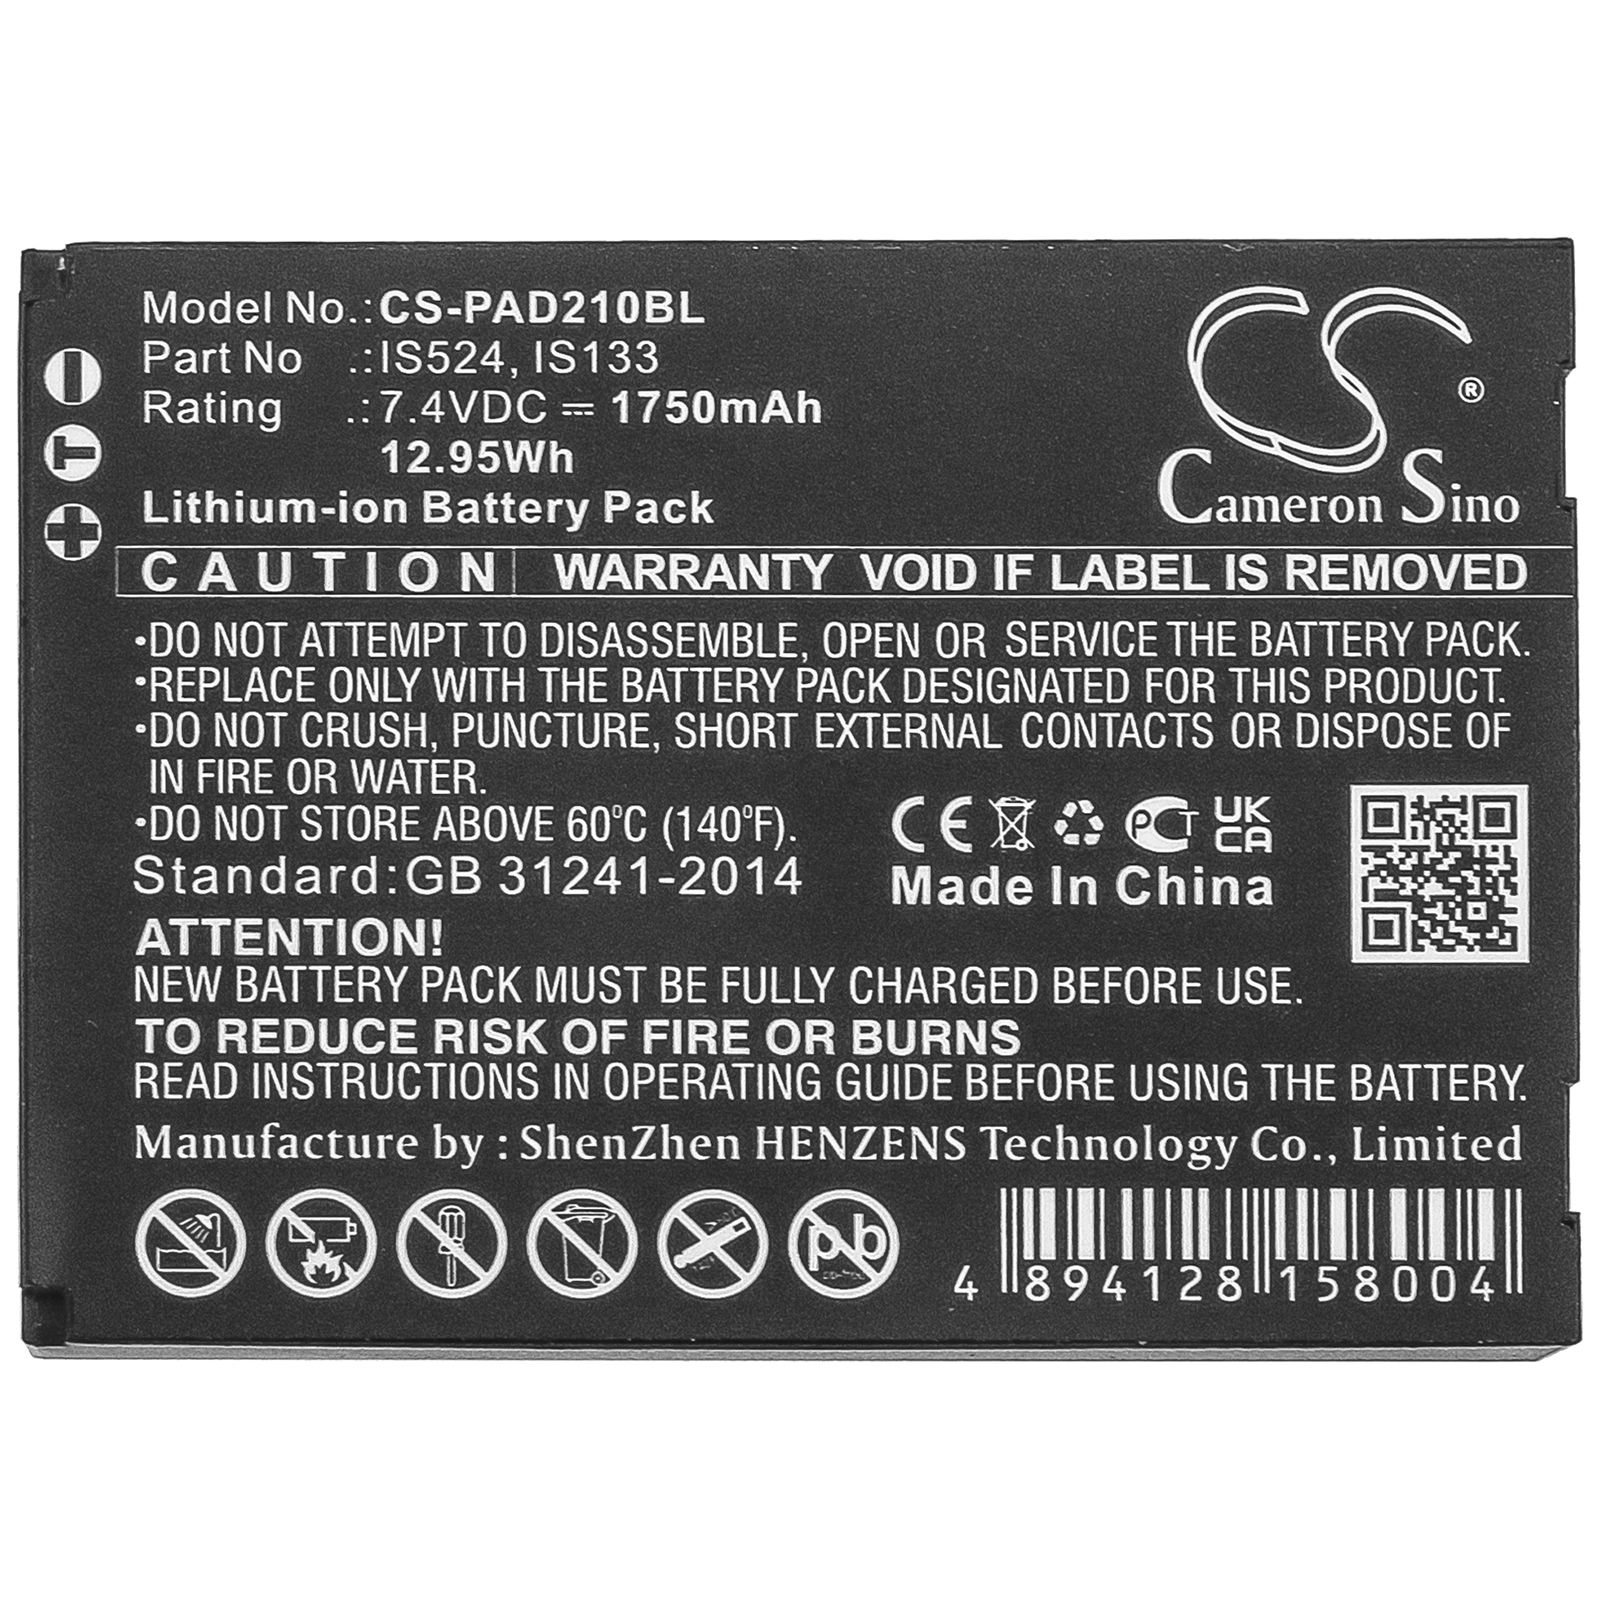 Model No.:CS-PAD210BL
Part No .:IS524, IS133
Rating .:7.4VDC ⎓ 1750mAh
12.95Wh
Lithium-ion Battery Pack
®
Cameron Sino
CAUTION WARRANTY VOID IF LABEL IS REMOVED
•DO NOT ATTEMPT TO DISASSEMBLE, OPEN OR SERVICE THE BATTERY PACK.
•REPLACE ONLY WITH THE BATTERY PACK DESIGNATED FOR THIS PRODUCT.
•DO NOT CRUSH, PUNCTURE, SHORT EXTERNAL CONTACTS OR DISPOSE OF
IN FIRE OR WATER.
•DO NOT STORE ABOVE 60°C (140°F).
Standard:GB 31241-2014
CE PCT UK
CA
Made In China
ATTENTION!
NEW BATTERY PACK MUST BE FULLY CHARGED BEFORE USE.
TO REDUCE RISK OF FIRE OR BURNS
READ INSTRUCTIONS IN OPERATING GUIDE BEFORE USING THE BATTERY.
Manufacture by : ShenZhen HENZENS Technology Co., Limited
pb
4 894128 158004
- T +